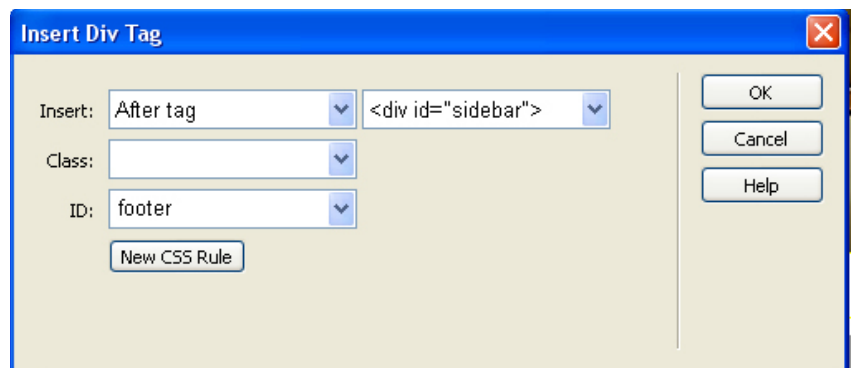 Insert Div Tag
Insert: After tag <div id="sidebar"> OK
Class: Cancel
ID: footer Help
New CSS Rule